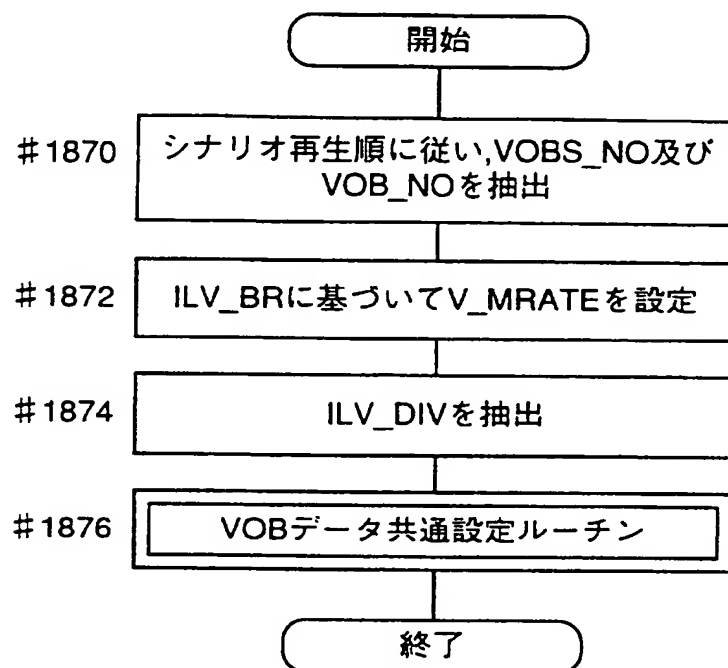 開始
#1870
シナリオ再生順に従い,VOBS_NO及び
VOB_NOを抽出
#1872
ILV_BRに基づいてV_MRATEを設定
#1874
ILV_DIVを抽出
#1876
VOBデータ共通設定ルーチン
終了